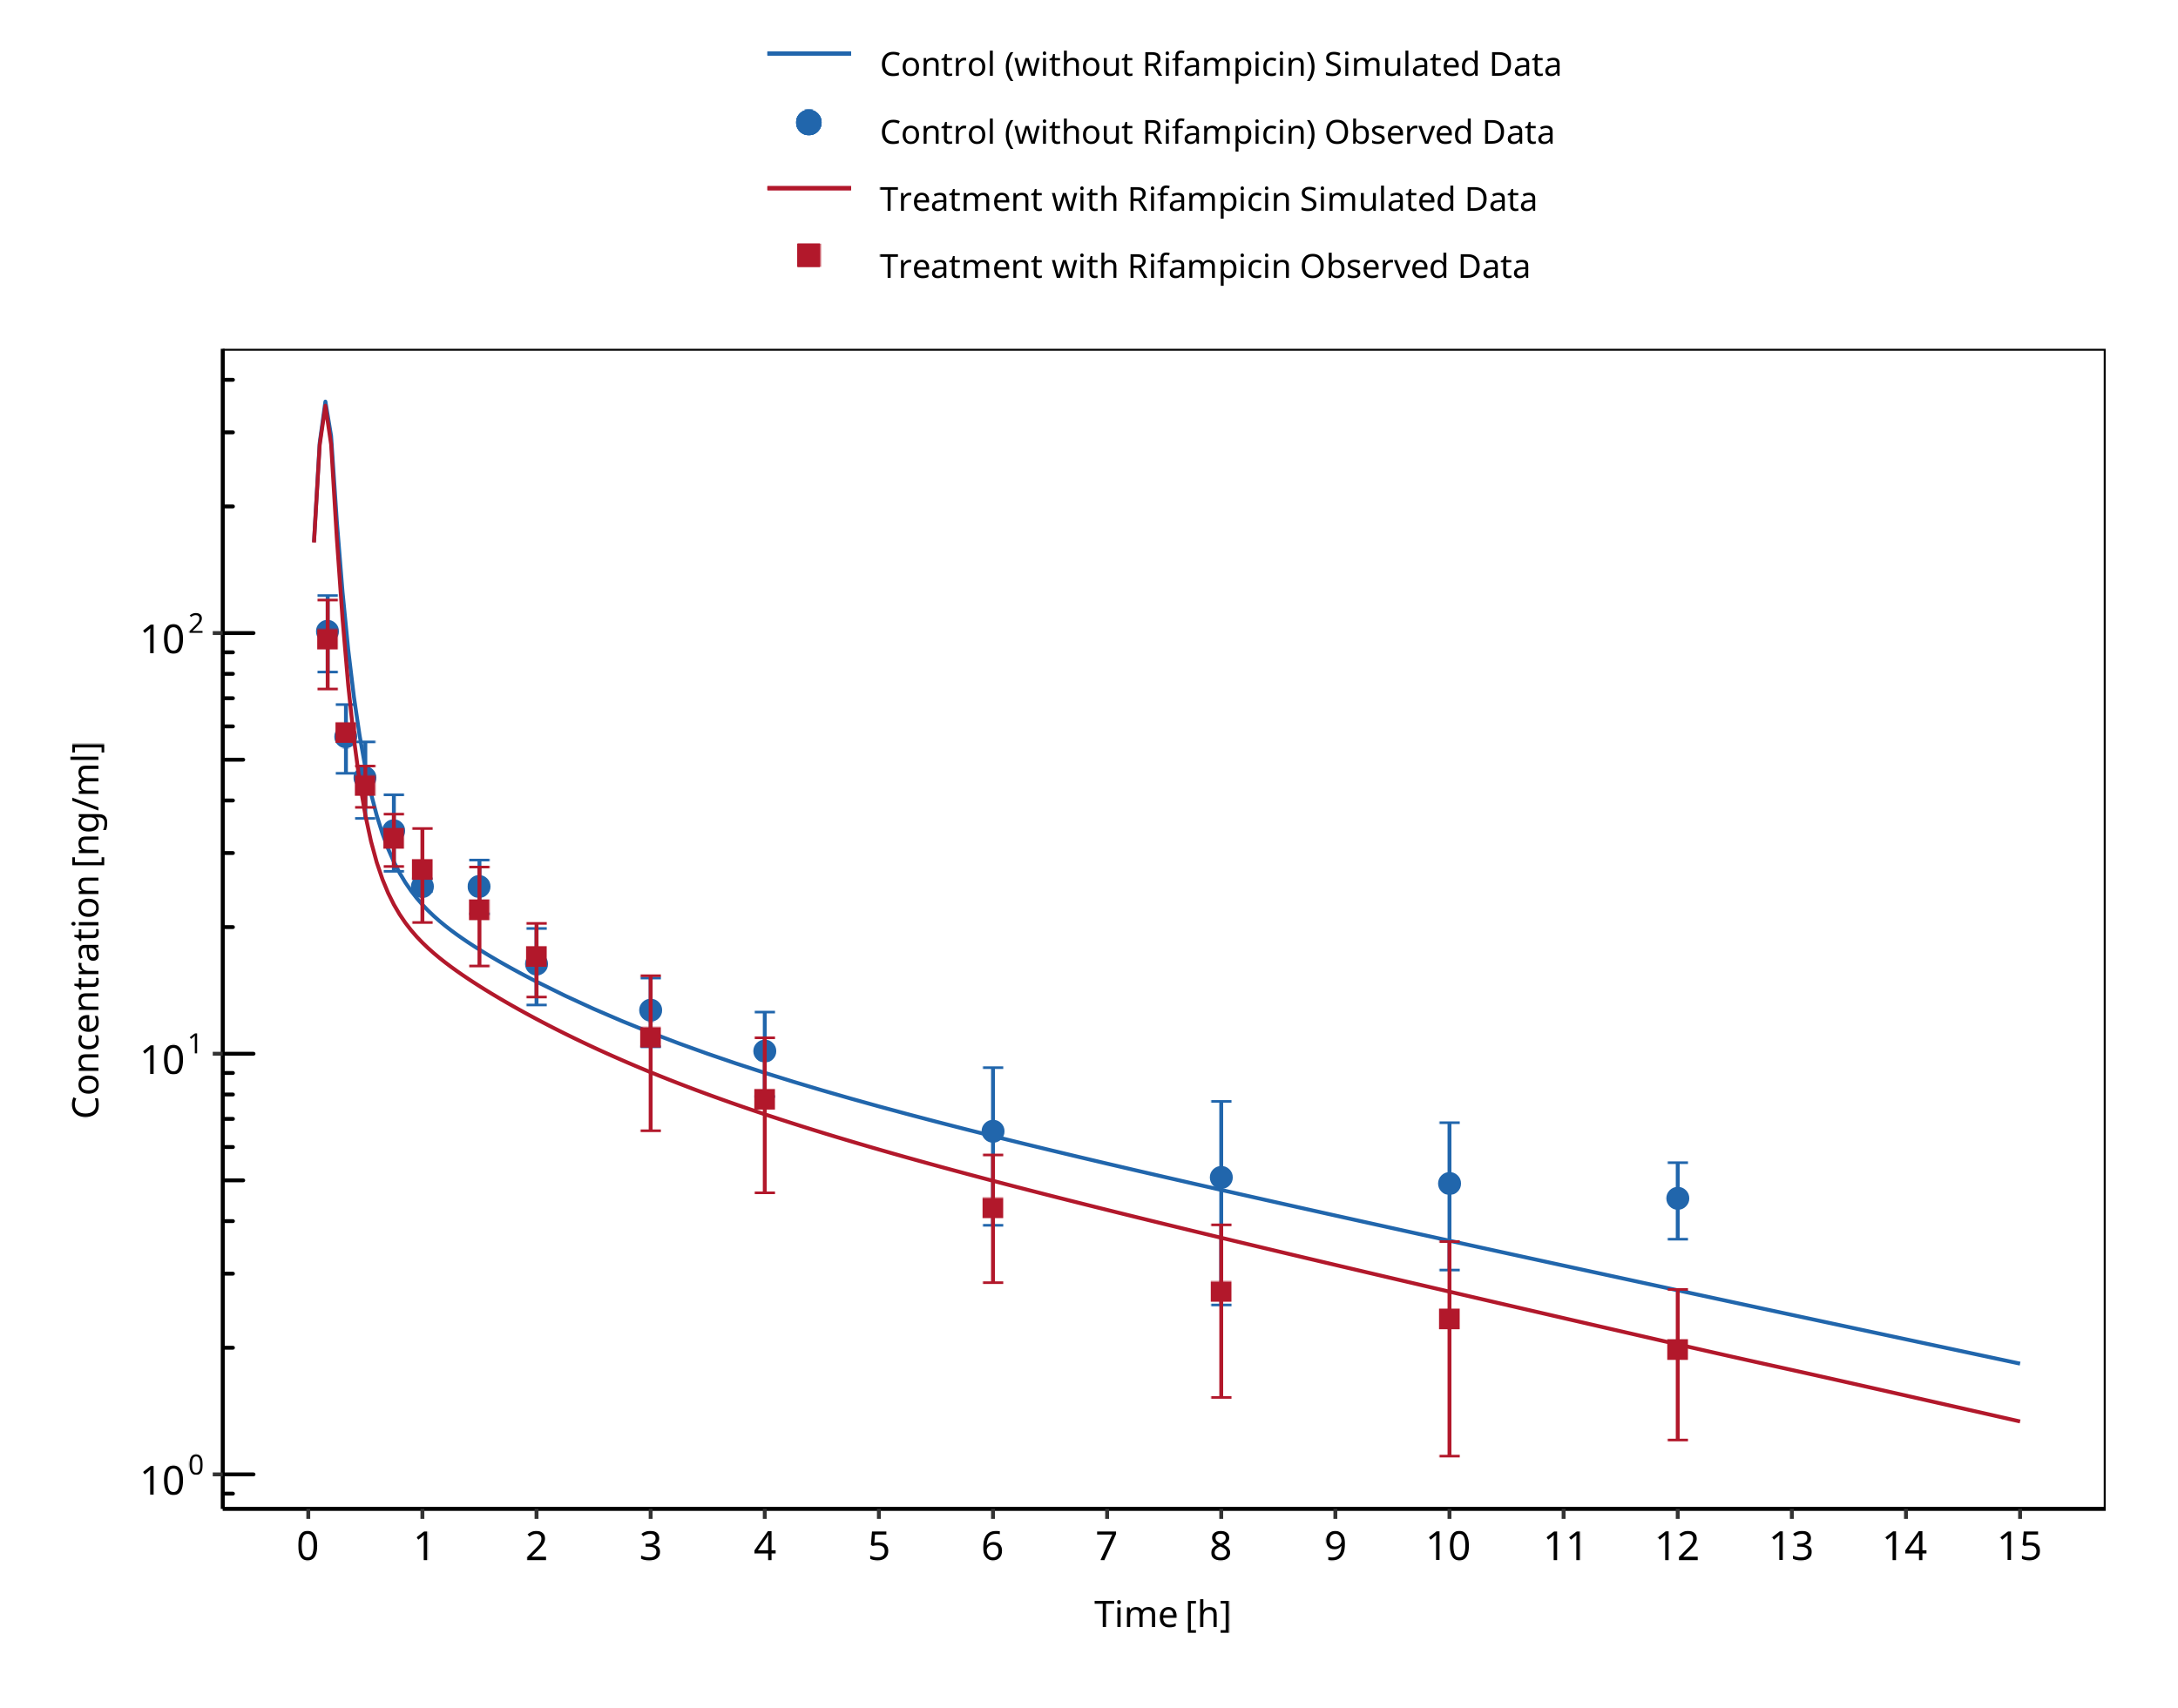 Control (without Rifampicin) Simulated Data
Control (without Rifampicin) Observed Data
Treatment with Rifampicin Simulated Data
Treatment with Rifampicin Observed Data
Concentration [ng/ml]
10²
10¹
10⁰
0 1 2 3 4 5 6 7 8 9 10 11 12 13 14 15
Time [h]